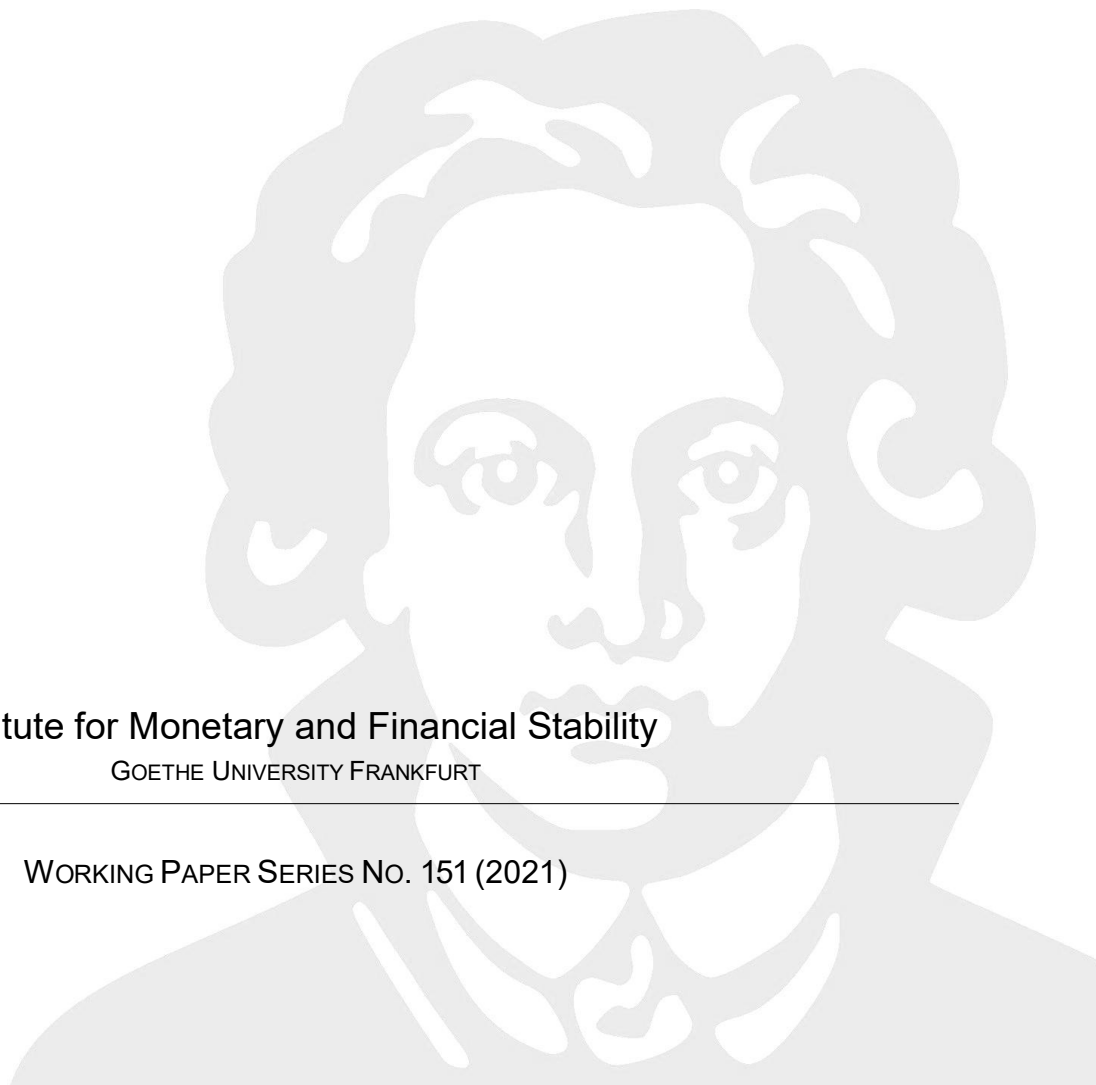 tute for Monetary and Financial Stability
GOETHE UNIVERSITY FRANKFURT
WORKING PAPER SERIES NO. 151 (2021)